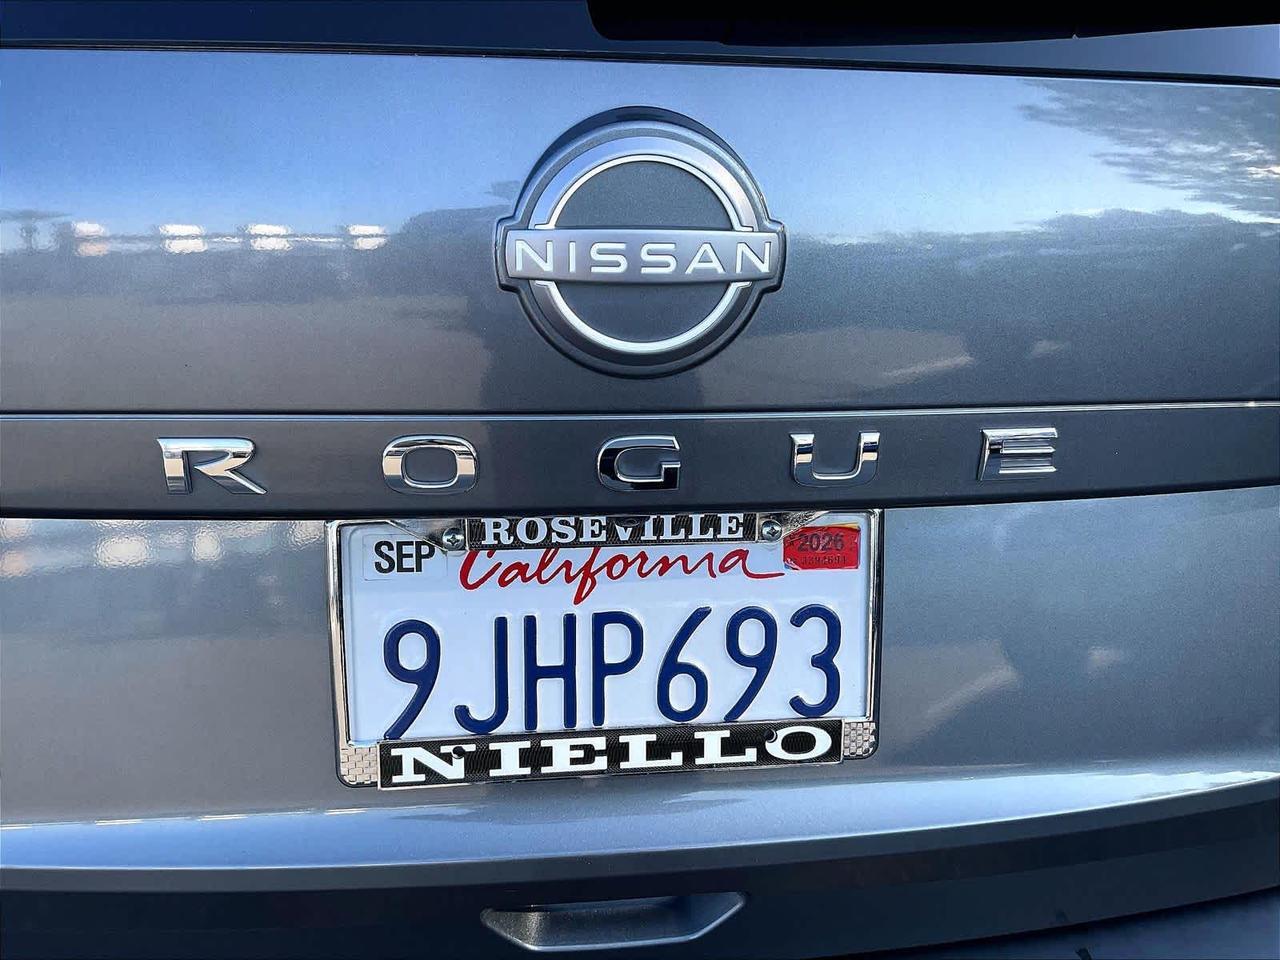 NISSAN
ROGUE
ROSEVILLE
SEP California 2026
9JHP693
NIELLO